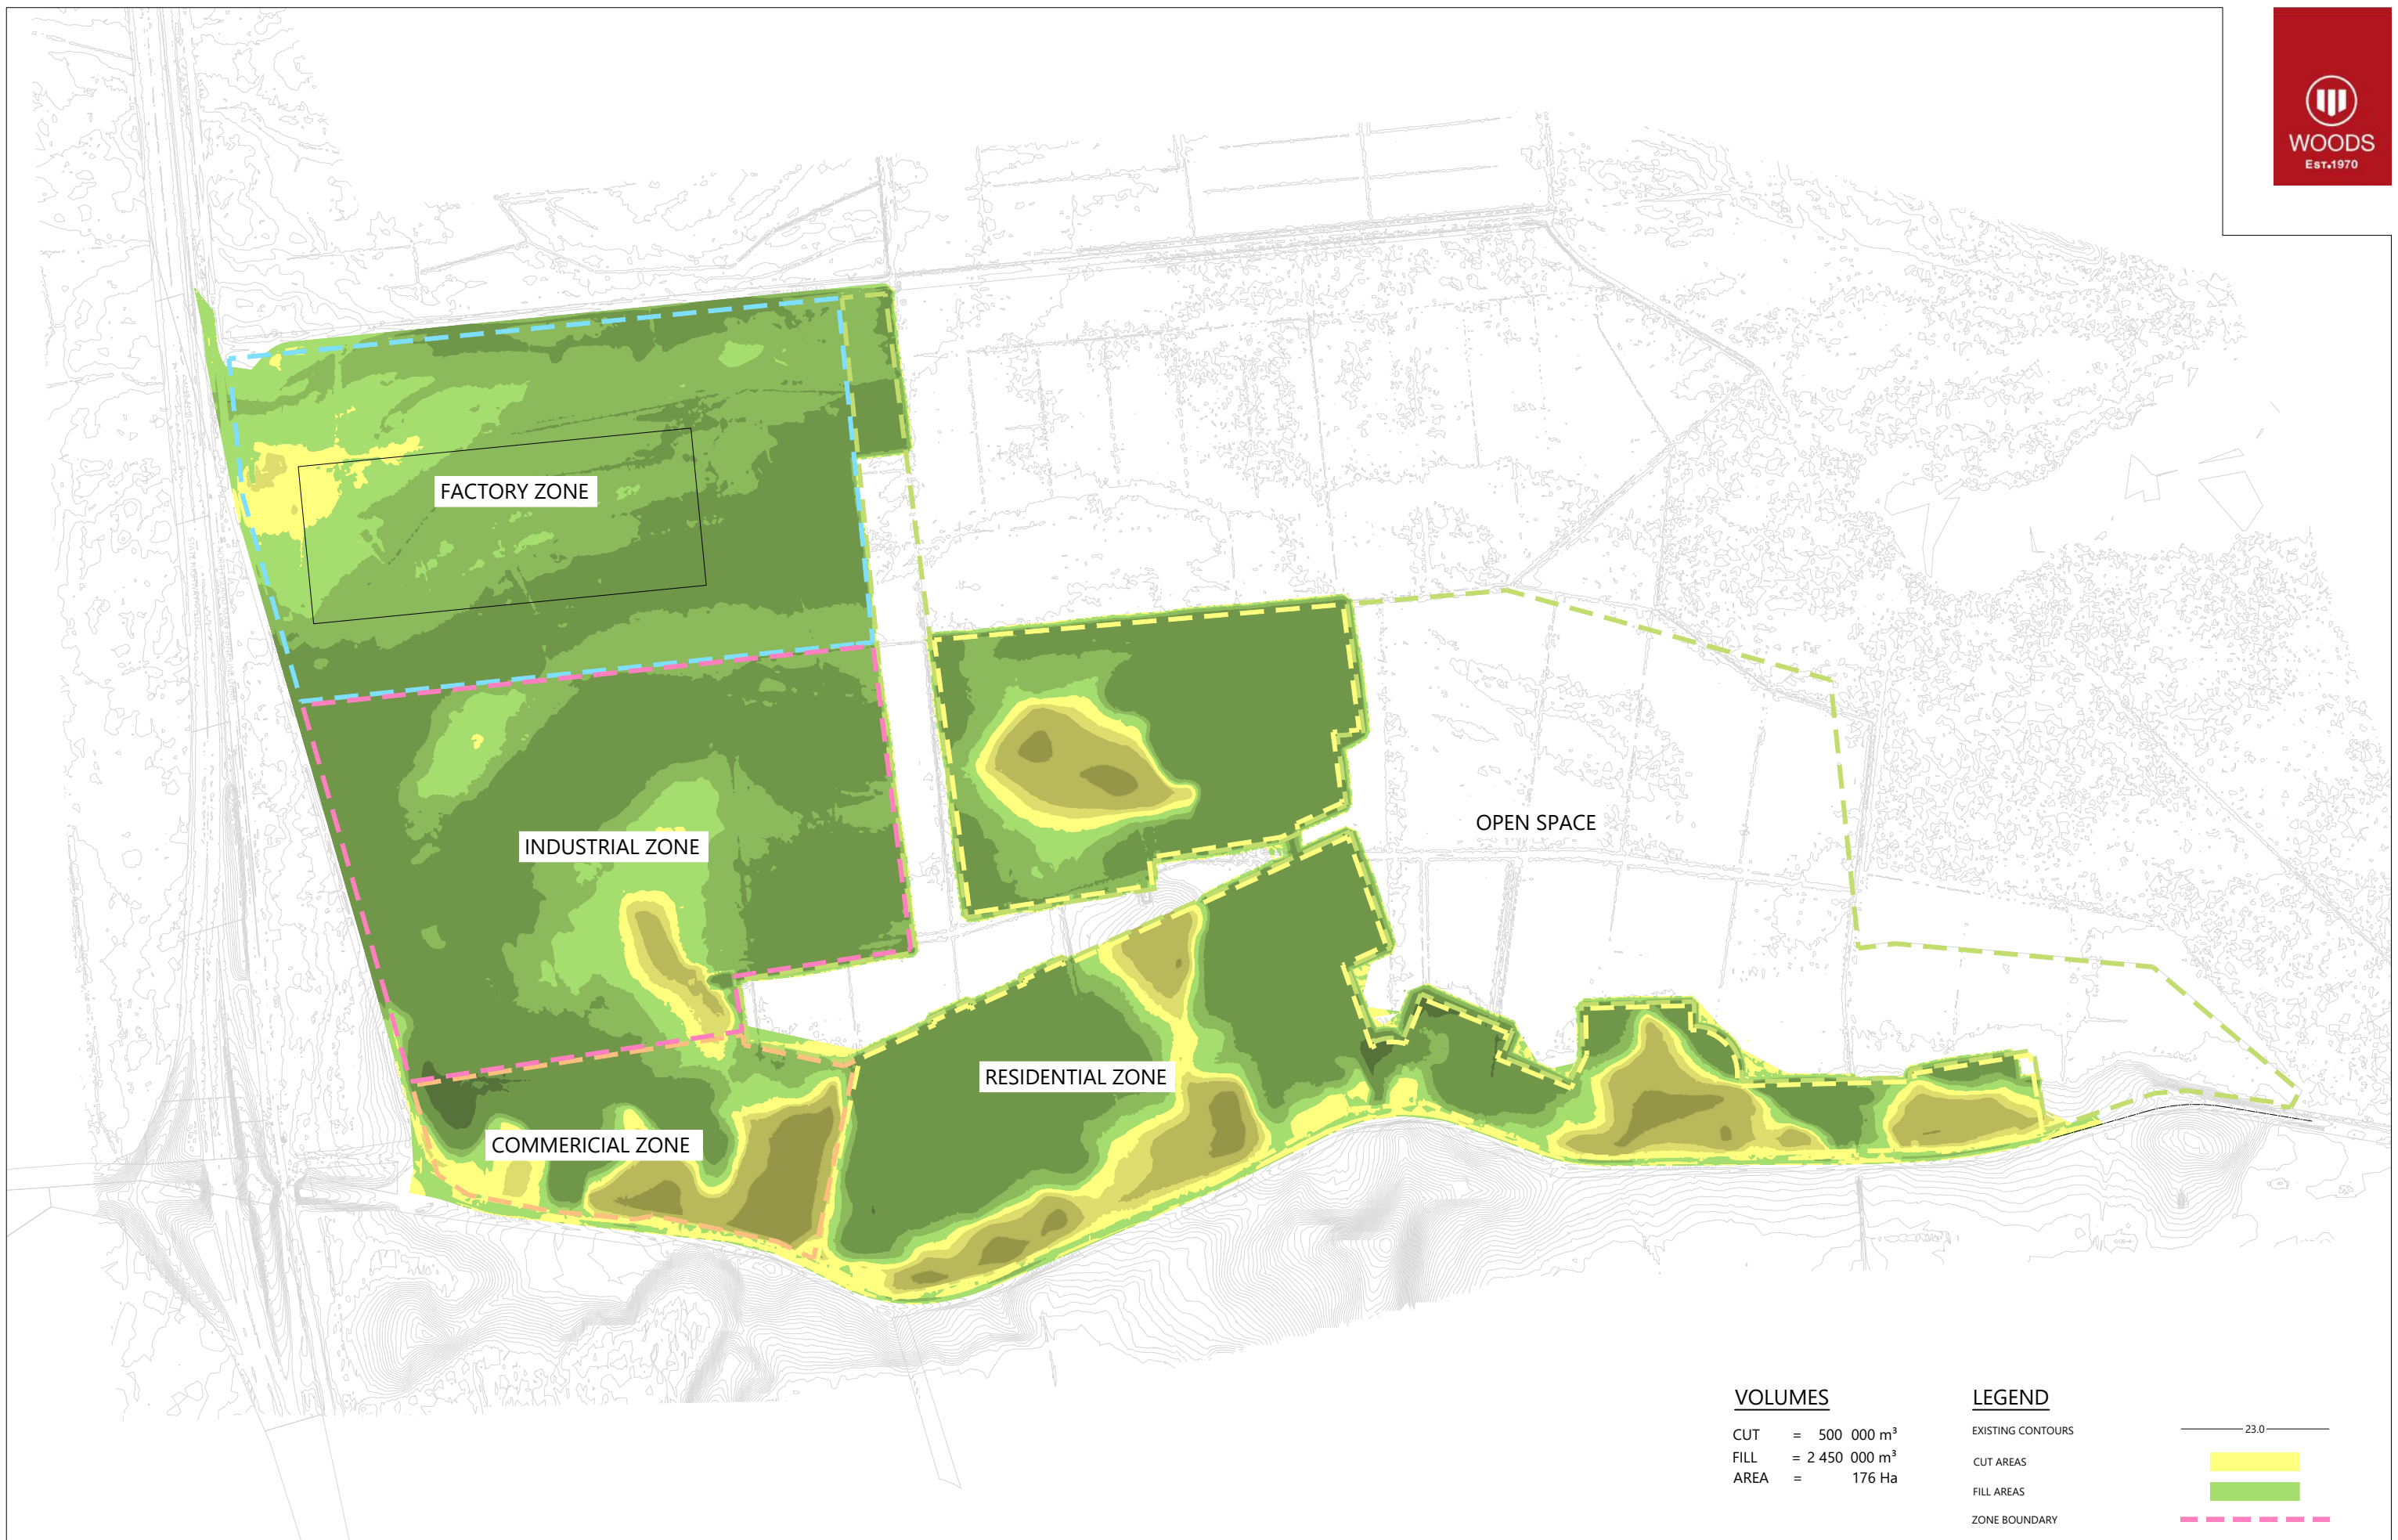 WOODS
EST.1970
FACTORY ZONE
INDUSTRIAL ZONE
OPEN SPACE
RESIDENTIAL ZONE
COMMERICIAL ZONE
VOLUMES
CUT = 500 000 m³
FILL = 2 450 000 m³
AREA = 176 Ha
LEGEND
EXISTING CONTOURS 23.0
CUT AREAS
FILL AREAS
ZONE BOUNDARY